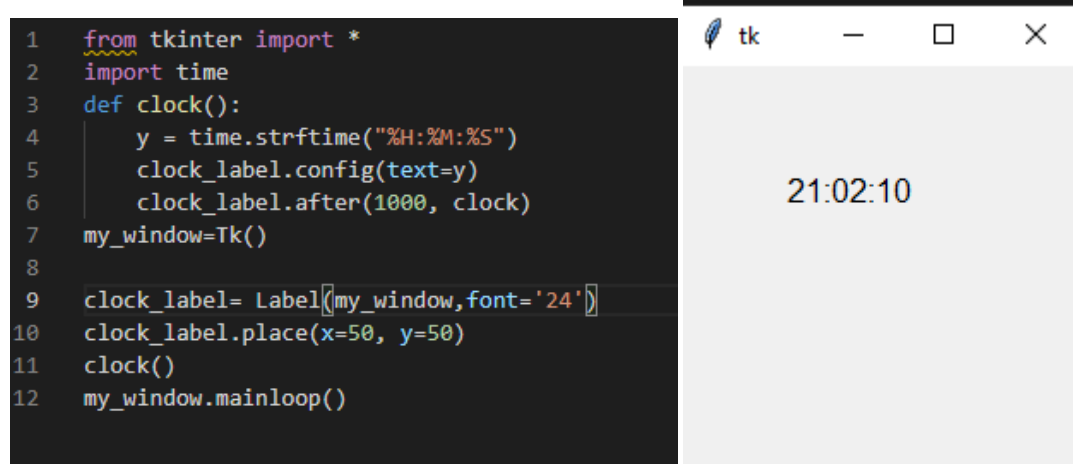 1 from tkinter import *
2 import time
3 def clock():
4     y = time.strftime("%H:%M:%S")
5     clock_label.config(text=y)
6     clock_label.after(1000, clock)
7 my_window=Tk()
8
9 clock_label= Label(my_window,font='24')
10 clock_label.place(x=50, y=50)
11 clock()
12 my_window.mainloop()
tk
21:02:10